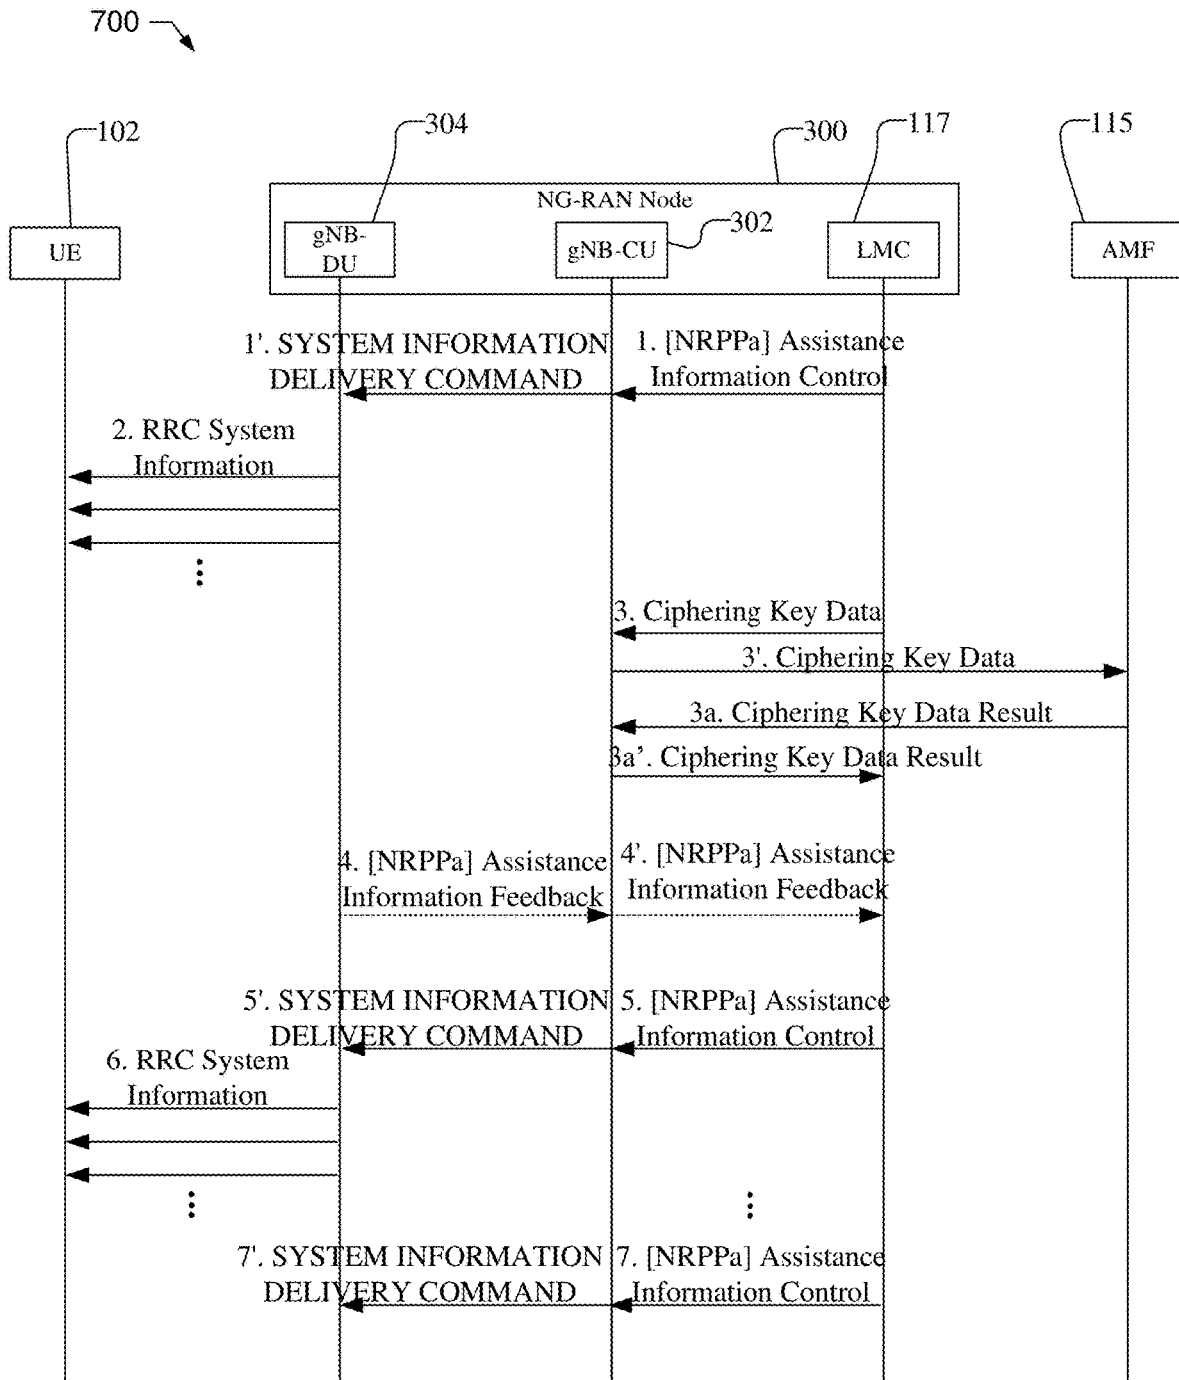 700
102
304
300
117
115
NG-RAN Node
UE
gNB-
DU
gNB-CU
302
LMC
AMF
1'. SYSTEM INFORMATION
DELIVERY COMMAND
1. [NRPPa] Assistance
Information Control
2. RRC System
Information
3. Ciphering Key Data
3'. Ciphering Key Data
3a. Ciphering Key Data Result
3a’. Ciphering Key Data Result
4. [NRPPa] Assistance
Information Feedback
4'. [NRPPa] Assistance
Information Feedback
5'. SYSTEM INFORMATION
DELIVERY COMMAND
5. [NRPPa] Assistance
Information Control
6. RRC System
Information
7'. SYSTEM INFORMATION
DELIVERY COMMAND
7. [NRPPa] Assistance
Information Control